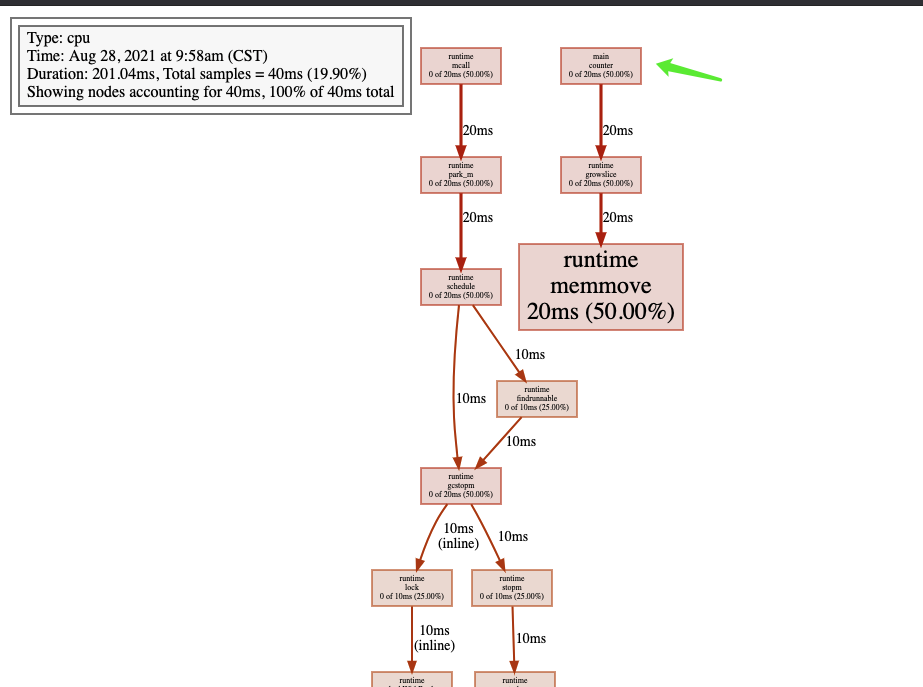 Type: cpu
Time: Aug 28, 2021 at 9:58am (CST)
Duration: 201.04ms, Total samples = 40ms (19.90%)
Showing nodes accounting for 40ms, 100% of 40ms total
runtime
mcall
0 of 20ms (50.00%)
main
counter
0 of 20ms (50.00%)
20ms
20ms
runtime
park_m
0 of 20ms (50.00%)
runtime
growslice
0 of 20ms (50.00%)
20ms
20ms
runtime
schedule
0 of 20ms (50.00%)
runtime
memmove
20ms (50.00%)
10ms
10ms
runtime
findrunnable
0 of 10ms (25.00%)
10ms
runtime
gcstopm
0 of 20ms (50.00%)
10ms
(inline)
10ms
runtime
lock
0 of 10ms (25.00%)
runtime
stopm
0 of 10ms (25.00%)
10ms
(inline)
10ms
runtime
runtime